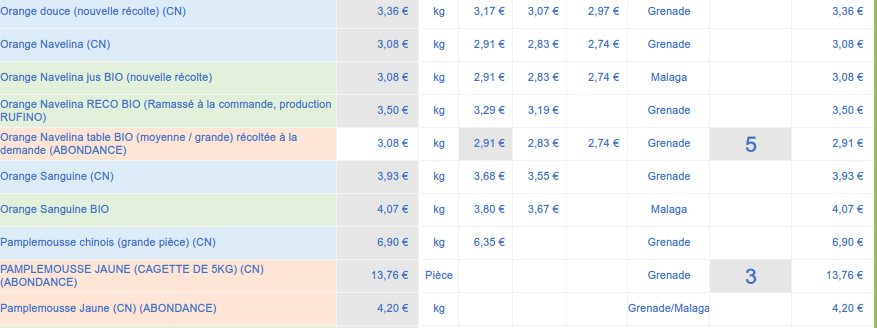 Orange douce (nouvelle récolte) (CN) 3,36 € kg 3,17 € 3,07 € 2,97 € Grenade 3,36 €
Orange Navelina (CN) 3,08 € kg 2,91 € 2,83 € 2,74 € Grenade 3,08 €
Orange Navelina jus BIO (nouvelle récolte) 3,08 € kg 2,91 € 2,83 € 2,74 € Malaga 3,08 €
Orange Navelina RECO BIO (Ramassé à la commande, production
RUFINO) 3,50 € kg 3,29 € 3,19 € Grenade 3,50 €
Orange Navelina table BIO (moyenne / grande) récoltée à la
demande (ABONDANCE) 3,08 € kg 2,91 € 2,83 € 2,74 € Grenade 5 2,91 €
Orange Sanguine (CN) 3,93 € kg 3,68 € 3,55 € Grenade 3,93 €
Orange Sanguine BIO 4,07 € kg 3,80 € 3,67 € Malaga 4,07 €
Pamplemousse chinois (grande pièce) (CN) 6,90 € kg 6,35 € Grenade 6,90 €
PAMPLEMOUSSE JAUNE (CAGETTE DE 5KG) (CN)
(ABONDANCE) 13,76 € Pièce Grenade 3 13,76 €
Pamplemousse Jaune (CN) (ABONDANCE) 4,20 € kg Grenade/Malaga 4,20 €